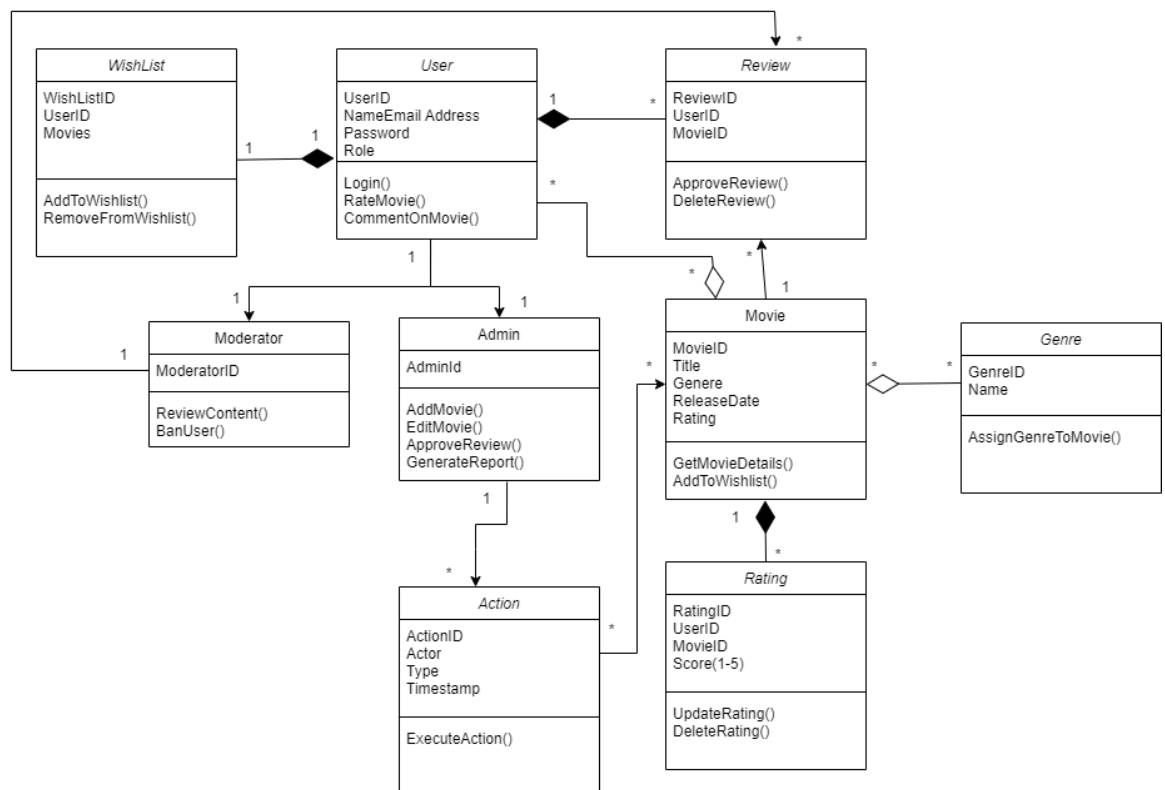 *
WishList
WishListID
UserID
Movies
AddToWishlist()
RemoveFromWishlist()
1
1
User
UserID
NameEmail Address
Password
Role
Login()
RateMovie()
CommentOnMovie()
1
*
Review
ReviewID
UserID
MovieID
ApproveReview()
DeleteReview()
*
*
1
*
1
1
1
1
Moderator
ModeratorID
ReviewContent()
BanUser()
Admin
AdminId
AddMovie()
EditMovie()
ApproveReview()
GenerateReport()
1
*
*
*
Movie
MovieID
Title
Genere
ReleaseDate
Rating
GetMovieDetails()
AddToWishlist()
*
*
Genre
GenreID
Name
AssignGenreToMovie()
1
*
Action
ActionID
Actor
Type
Timestamp
ExecuteAction()
Rating
RatingID
UserID
MovieID
Score(1-5)
UpdateRating()
DeleteRating()